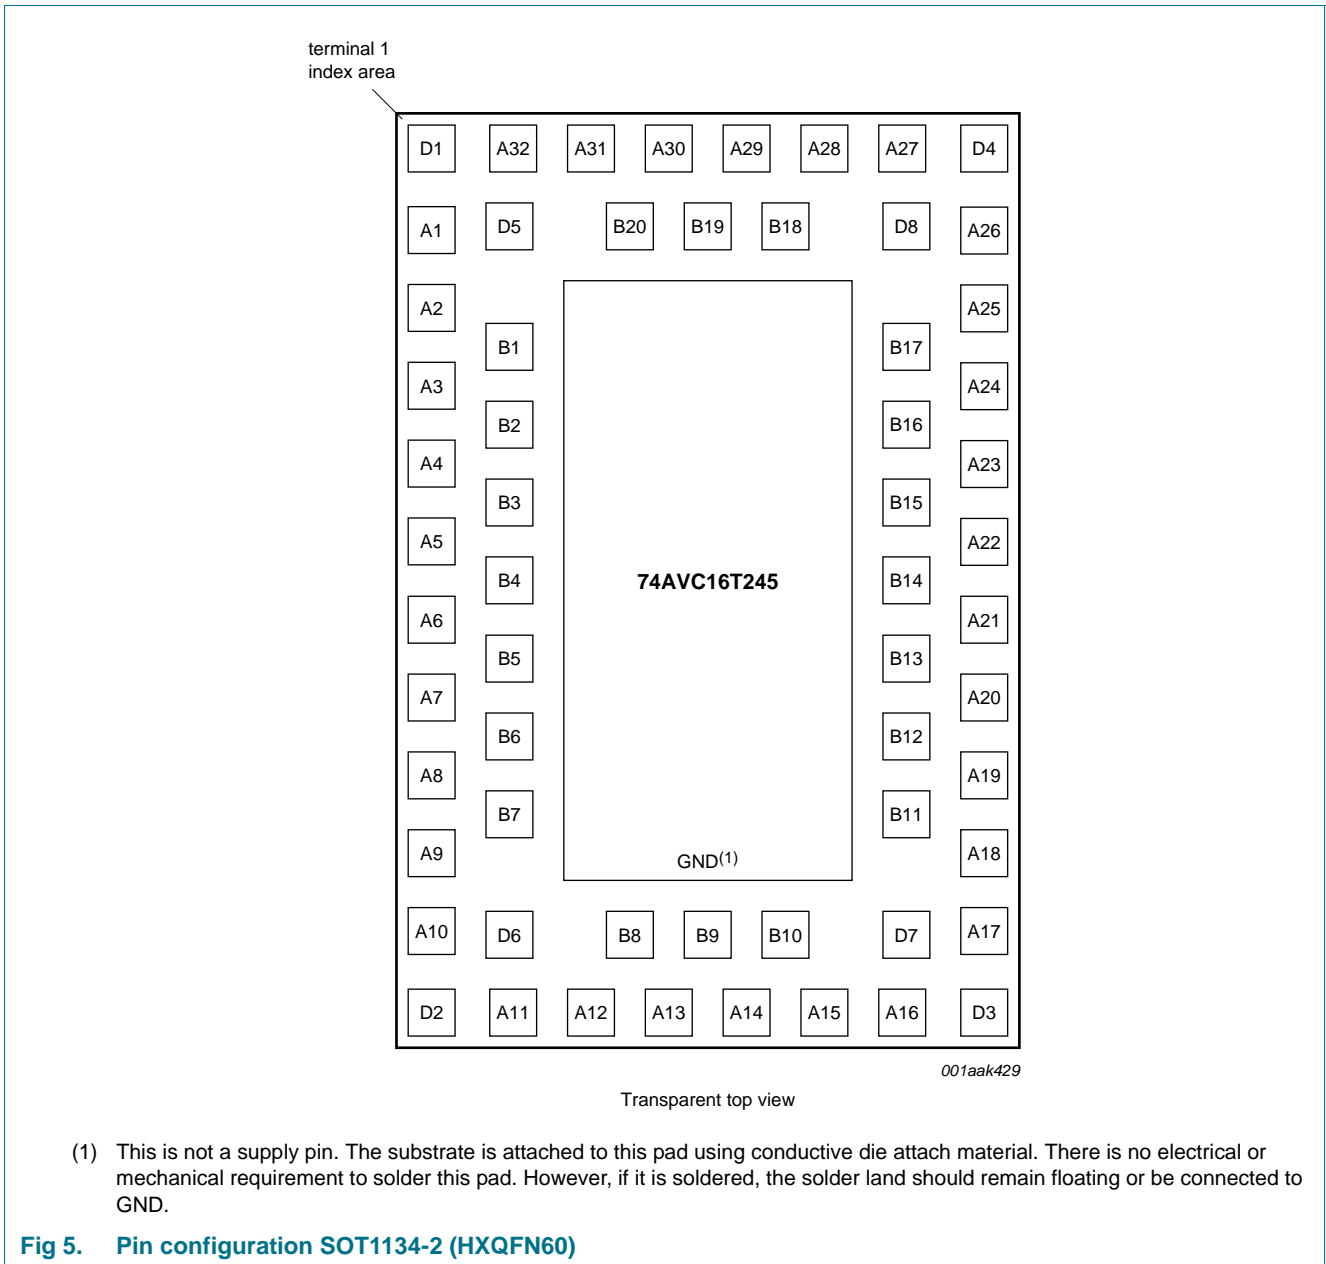 terminal 1
index area
D1 A32 A31 A30 A29 A28 A27 D4
A1 D5 B20 B19 B18 D8 A26
A2 A25
B1 B17
A3 A24
B2 B16
A4 A23
B3 B15
A5 A22
B4 74AVC16T245 B14
A6 A21
B5 B13
A7 A20
B6 B12
A8 A19
B7 B11
A9 GND(1) A18
A10 D6 B8 B9 B10 D7 A17
D2 A11 A12 A13 A14 A15 A16 D3
001aak429
Transparent top view
(1) This is not a supply pin. The substrate is attached to this pad using conductive die attach material. There is no electrical or
mechanical requirement to solder this pad. However, if it is soldered, the solder land should remain floating or be connected to
GND.
Fig 5. Pin configuration SOT1134-2 (HXQFN60)